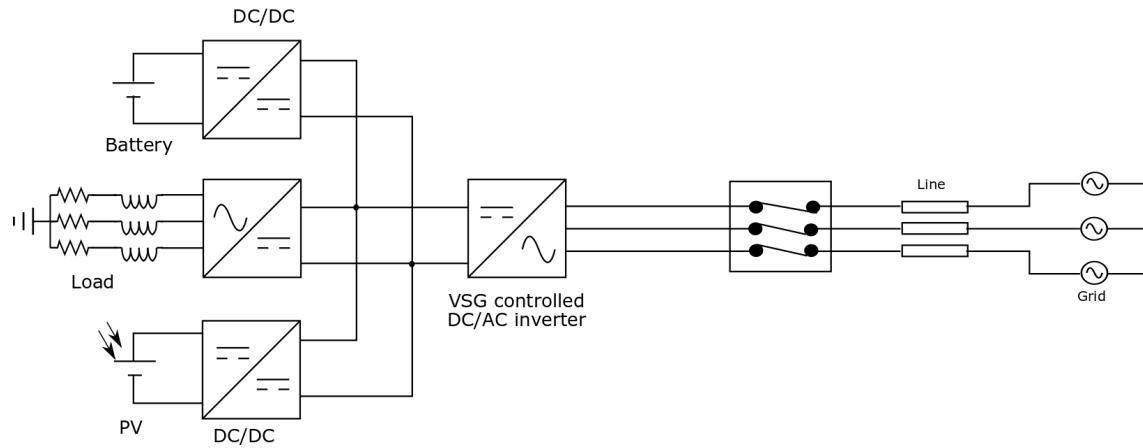 DC/DC
Battery
Load
PV
DC/DC
VSG controlled
DC/AC inverter
Line
Grid